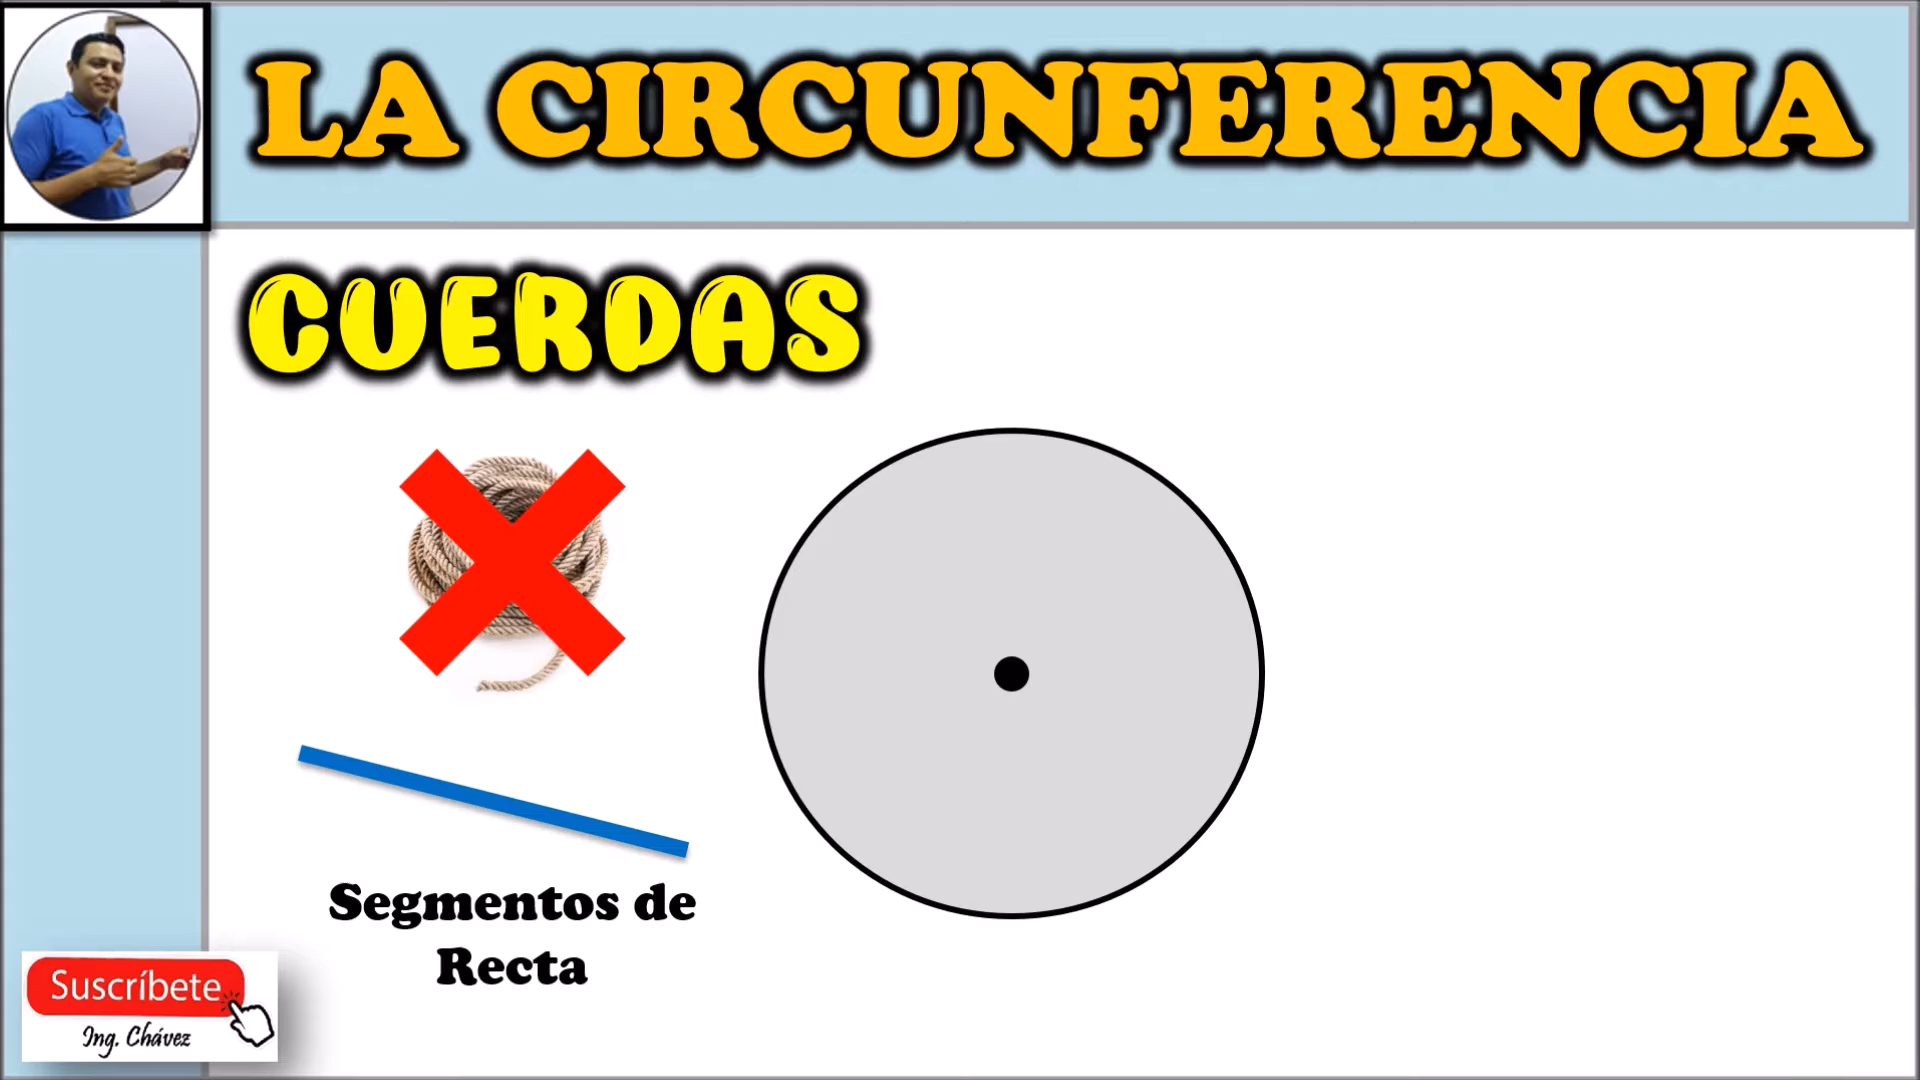 LA CIRCUNFERENCIA
CUERDAS
Segmentos de
Recta
Suscríbete
Ing. Chávez